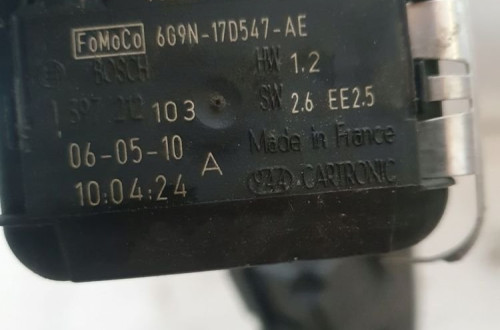 FoMoCo 6G9N-17D547-AE
BOSCH HW 1.2
1 397 212 103 SW 2.6 EE2.5
06-05-10 A Made in France
10:04:24 CARTRONIC